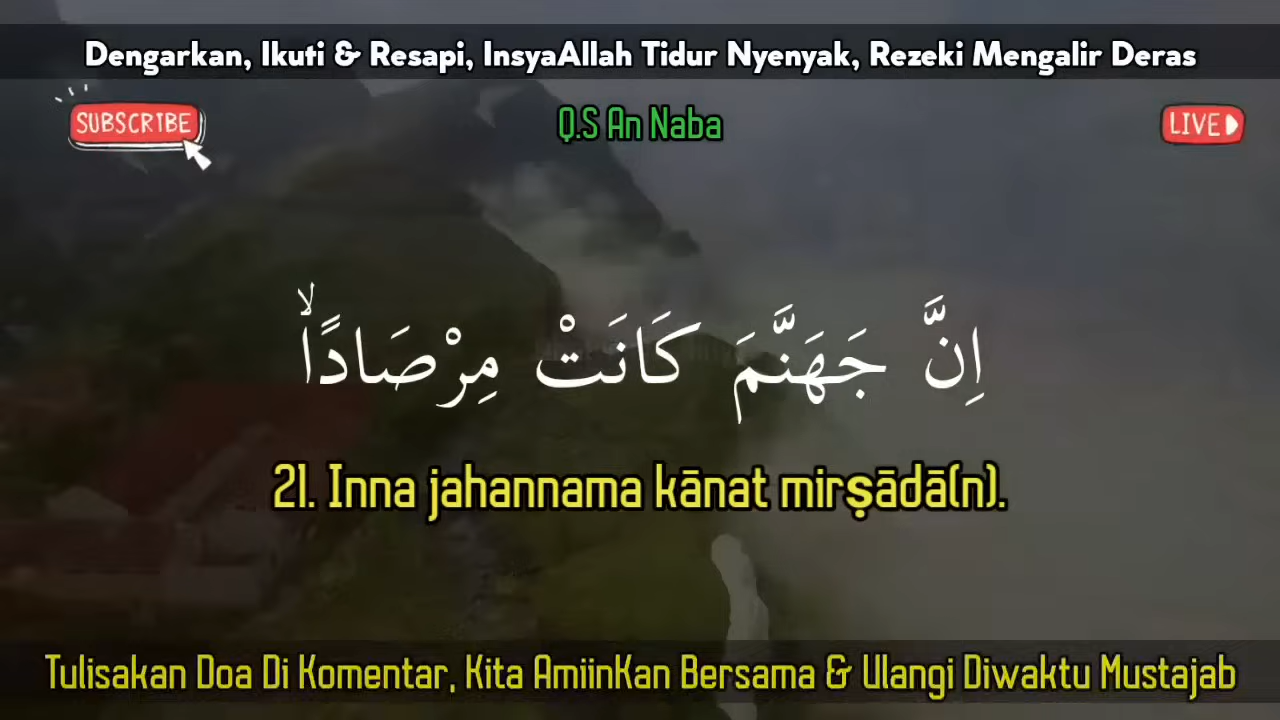 Dengarkan, Ikuti & Resapi, InsyaAllah Tidur Nyenyak, Rezeki Mengalir Deras
SUBSCRIBE
Q.S An Naba
LIVE
اِنَّ جَهَنَّمَ كَانَتْ مِرْصَادًاۙ
21. Inna jahannama kānat mirṣādā(n).
Tulisakan Doa Di Komentar, Kita AmiinKan Bersama & Ulangi Diwaktu Mustajab